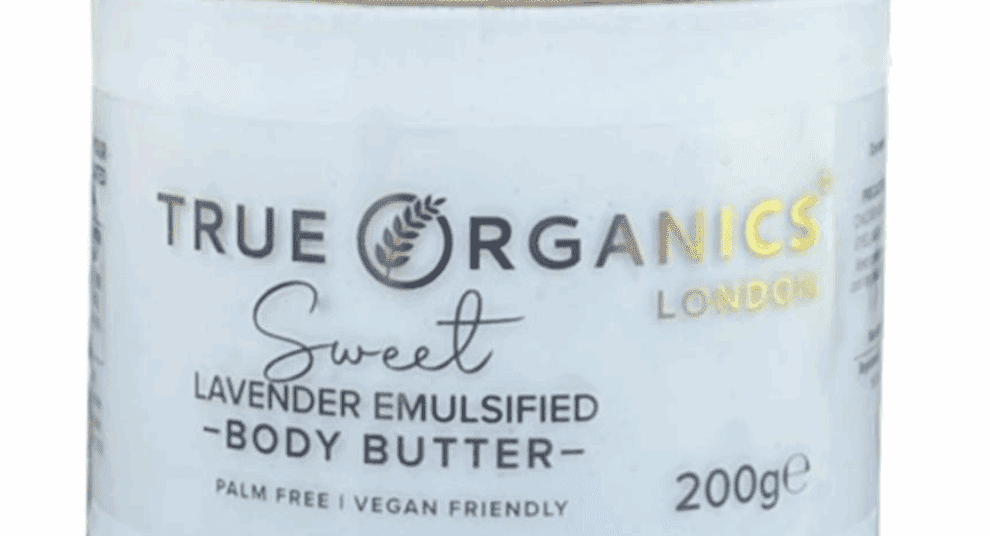 TRUE ORGANICS
LONDON
Sweet
LAVENDER EMULSIFIED
-BODY BUTTER-
PALM FREE | VEGAN FRIENDLY
200g℮